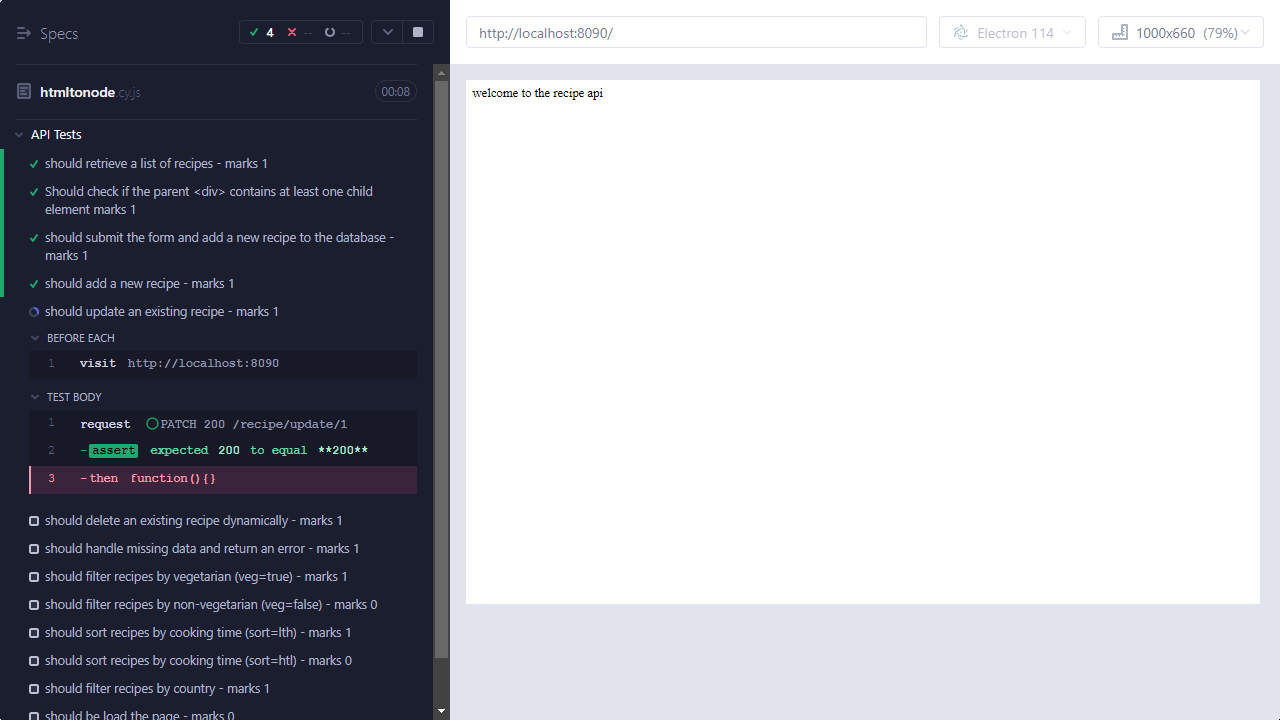 Specs
4 -- --
htmltonode.cy.js 00:08
API Tests
should retrieve a list of recipes - marks 1
Should check if the parent <div> contains at least one child
element marks 1
should submit the form and add a new recipe to the database -
marks 1
should add a new recipe - marks 1
should update an existing recipe - marks 1
BEFORE EACH
1 visit http://localhost:8090
TEST BODY
1 request PATCH 200 /recipe/update/1
2 -assert expected 200 to equal **200**
3 -then function(){}
should delete an existing recipe dynamically - marks 1
should handle missing data and return an error - marks 1
should filter recipes by vegetarian (veg=true) - marks 1
should filter recipes by non-vegetarian (veg=false) - marks 0
should sort recipes by cooking time (sort=lth) - marks 1
should sort recipes by cooking time (sort=htl) - marks 0
should filter recipes by country - marks 1
should be load the page - marks 0
http://localhost:8090/
Electron 114
1000x660 (79%)
welcome to the recipe api